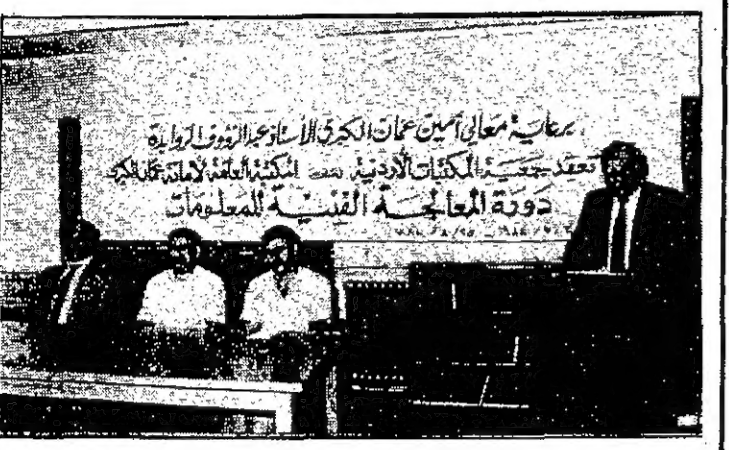 برعاية معالي أمين عمان الكبرى الأستاذ عبد الرؤوف الروابدة
تعقد جمعية المكتبات الأردنية المكتبة العامة لأمانة عمان الكبرى
دورة المعالجة الفنية للمعلومات